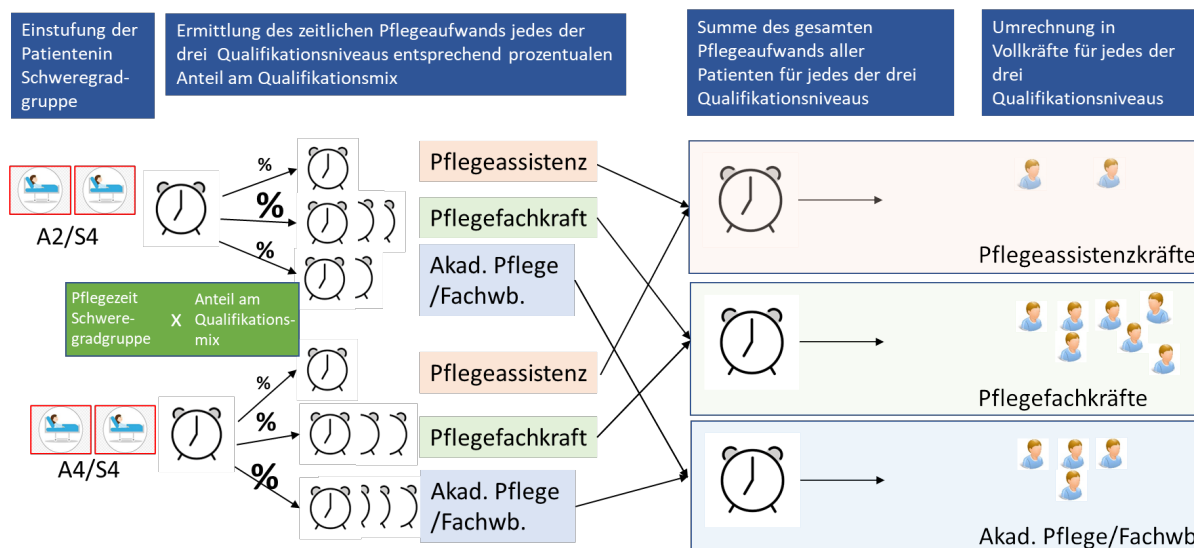 Einstufung der
Patientenin
Schweregrad-
gruppe
Ermittlung des zeitlichen Pflegeaufwands jedes der
drei Qualifikationsniveaus entsprechend prozentualen
Anteil am Qualifikationsmix
Summe des gesamten
Pflegeaufwands aller
Patienten für jedes der drei
Qualifikationsniveaus
Umrechnung in
Vollkräfte für jedes der
drei
Qualifikationsniveaus
%
%
%
A2/S4
Pflegeassistenz
Pflegefachkraft
Akad. Pflege
/Fachwb.
Pflegeassistenzkräfte
Pflegezeit
Schwere-
gradgruppe
X
Anteil am
Qualifikations-
mix
%
%
%
A4/S4
Pflegeassistenz
Pflegefachkraft
Akad. Pflege
/Fachwb.
Pflegefachkräfte
Akad. Pflege/Fachwb